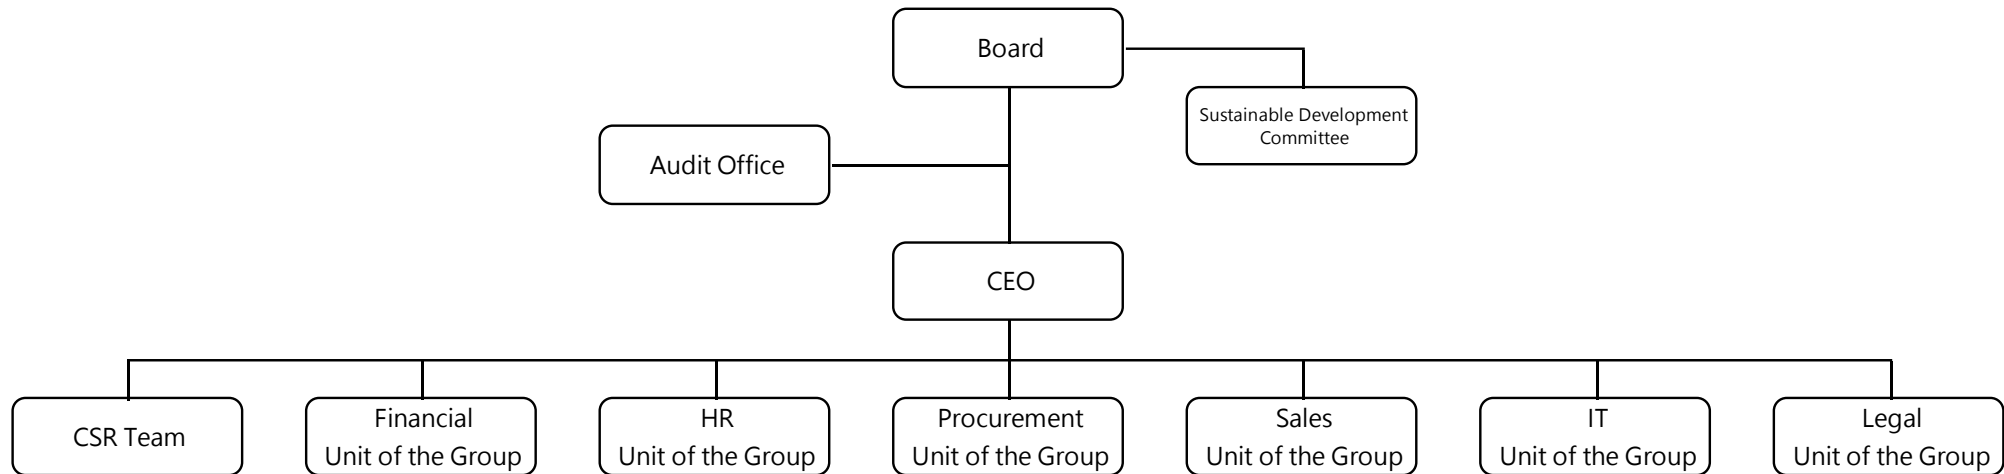 Board
Sustainable Development
Committee
Audit Office
CEO
CSR Team
Financial
Unit of the Group
HR
Unit of the Group
Procurement
Unit of the Group
Sales
Unit of the Group
IT
Unit of the Group
Legal
Unit of the Group